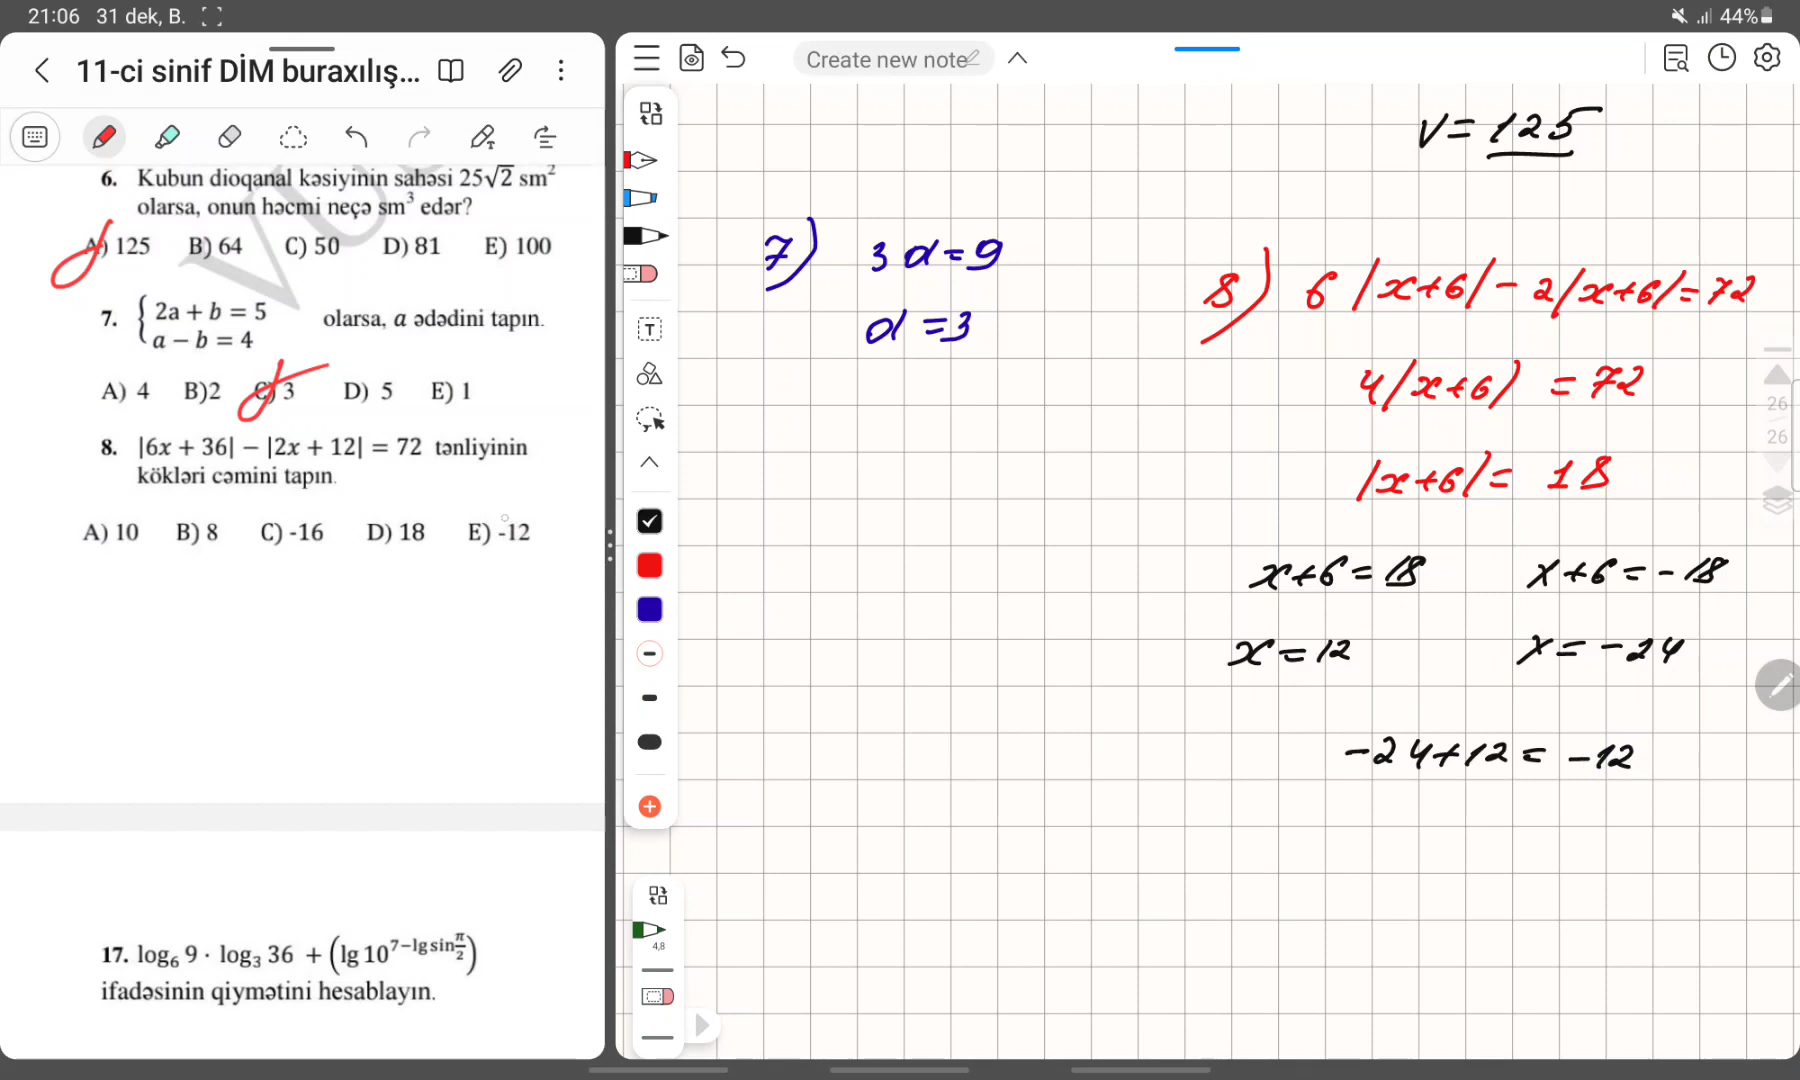 21:06 31 dek, B.
44%
11-ci sinif DİM buraxılış...
6. Kubun dioqanal kəsiyinin sahəsi 25√2 sm²
olarsa, onun həcmi neçə sm³ edər?
A) 125 B) 64 C) 50 D) 81 E) 100
7. { 2a + b = 5
a − b = 4
olarsa, a ədədini tapın.
A) 4 B)2 C) 3 D) 5 E) 1
8. |6x + 36| − |2x + 12| = 72 tənliyinin
kökləri cəmini tapın.
A) 10 B) 8 C) -16 D) 18 E) -12
17. log₆ 9 · log₃ 36 + (lg 10^(7−lg sin π/2))
ifadəsinin qiymətini hesablayın.
Create new note
T
4,8
26
26
V = 125
7) 3a = 9
a = 3
8) 6|x+6| - 2|x+6| = 72
4|x+6| = 72
|x+6| = 18
x+6 = 18 x+6 = -18
x = 12 x = -24
-24+12 = -12